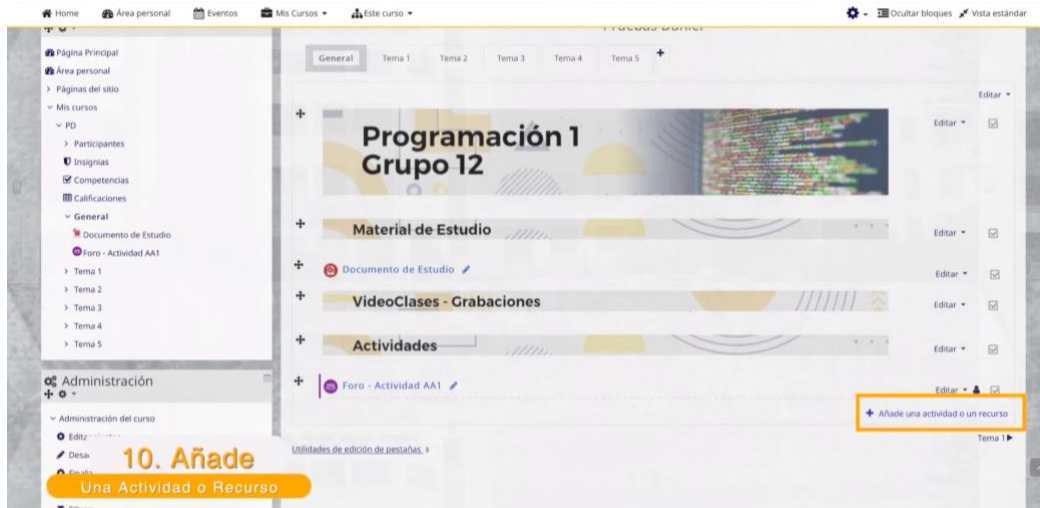 Home Área personal Eventos Mis Cursos Este curso Ocultar bloques Vista estándar
Página Principal
Área personal
Páginas del sitio
Mis cursos
PD
Participantes
Insignias
Competencias
Calificaciones
General
Documento de Estudio
Foro - Actividad AA1
Tema 1
Tema 2
Tema 3
Tema 4
Tema 5
Administración
Administración del curso
General Tema 1 Tema 2 Tema 3 Tema 4 Tema 5
Editar
Programación 1
Grupo 12
Editar
Material de Estudio
Editar
Documento de Estudio
Editar
VideoClases - Grabaciones
Editar
Actividades
Editar
Foro - Actividad AA1
Editar
Añade una actividad o un recurso
Tema 1
Utilidades de edición de pestañas
10. Añade
Una Actividad o Recurso